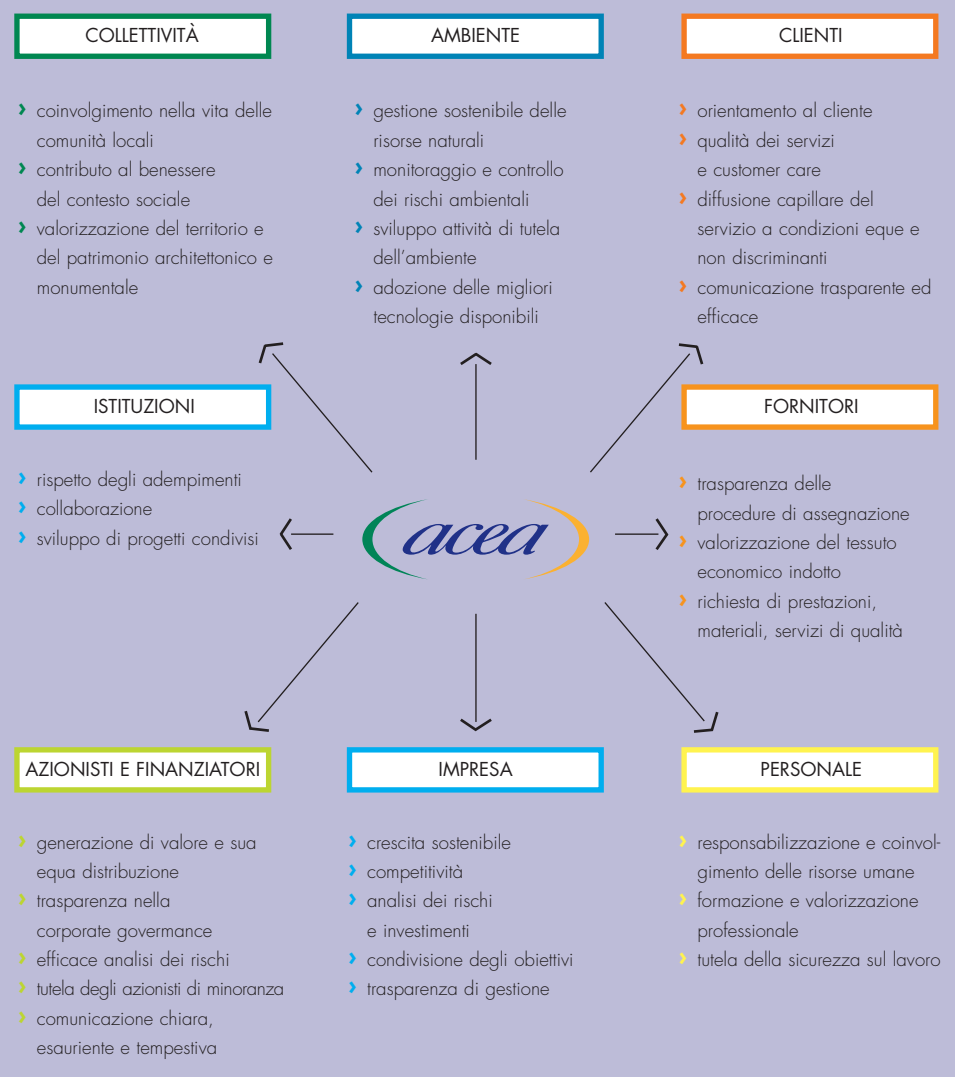 COLLETTIVITÀ
coinvolgimento nella vita delle
comunità locali
contributo al benessere
del contesto sociale
valorizzazione del territorio e
del patrimonio architettonico e
monumentale
AMBIENTE
gestione sostenibile delle
risorse naturali
monitoraggio e controllo
dei rischi ambientali
sviluppo attività di tutela
dell'ambiente
adozione delle migliori
tecnologie disponibili
CLIENTI
orientamento al cliente
qualità dei servizi
e customer care
diffusione capillare del
servizio a condizioni eque e
non discriminanti
comunicazione trasparente ed
efficace
ISTITUZIONI
rispetto degli adempimenti
collaborazione
sviluppo di progetti condivisi
acea
FORNITORI
trasparenza delle
procedure di assegnazione
valorizzazione del tessuto
economico indotto
richiesta di prestazioni,
materiali, servizi di qualità
AZIONISTI E FINANZIATORI
generazione di valore e sua
equa distribuzione
trasparenza nella
corporate govermance
efficace analisi dei rischi
tutela degli azionisti di minoranza
comunicazione chiara,
esauriente e tempestiva
IMPRESA
crescita sostenibile
competitività
analisi dei rischi
e investimenti
condivisione degli obiettivi
trasparenza di gestione
PERSONALE
responsabilizzazione e coinvol-
gimento delle risorse umane
formazione e valorizzazione
professionale
tutela della sicurezza sul lavoro